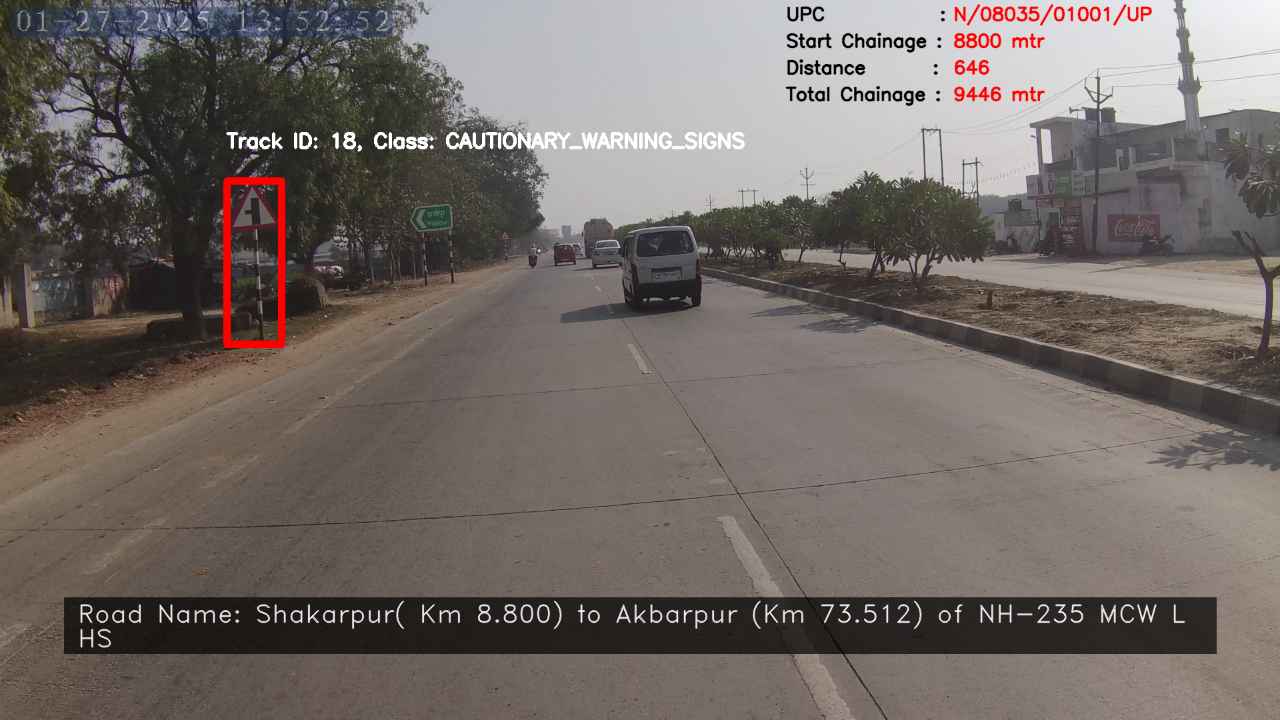 01-27-2025 13:52:52
UPC : N/08035/01001/UP
Start Chainage : 8800 mtr
Distance : 646
Total Chainage : 9446 mtr
Track ID: 18, Class: CAUTIONARY_WARNING_SIGNS
Coca-Cola
Road Name: Shakarpur( Km 8.800) to Akbarpur (Km 73.512) of NH-235 MCW L
HS